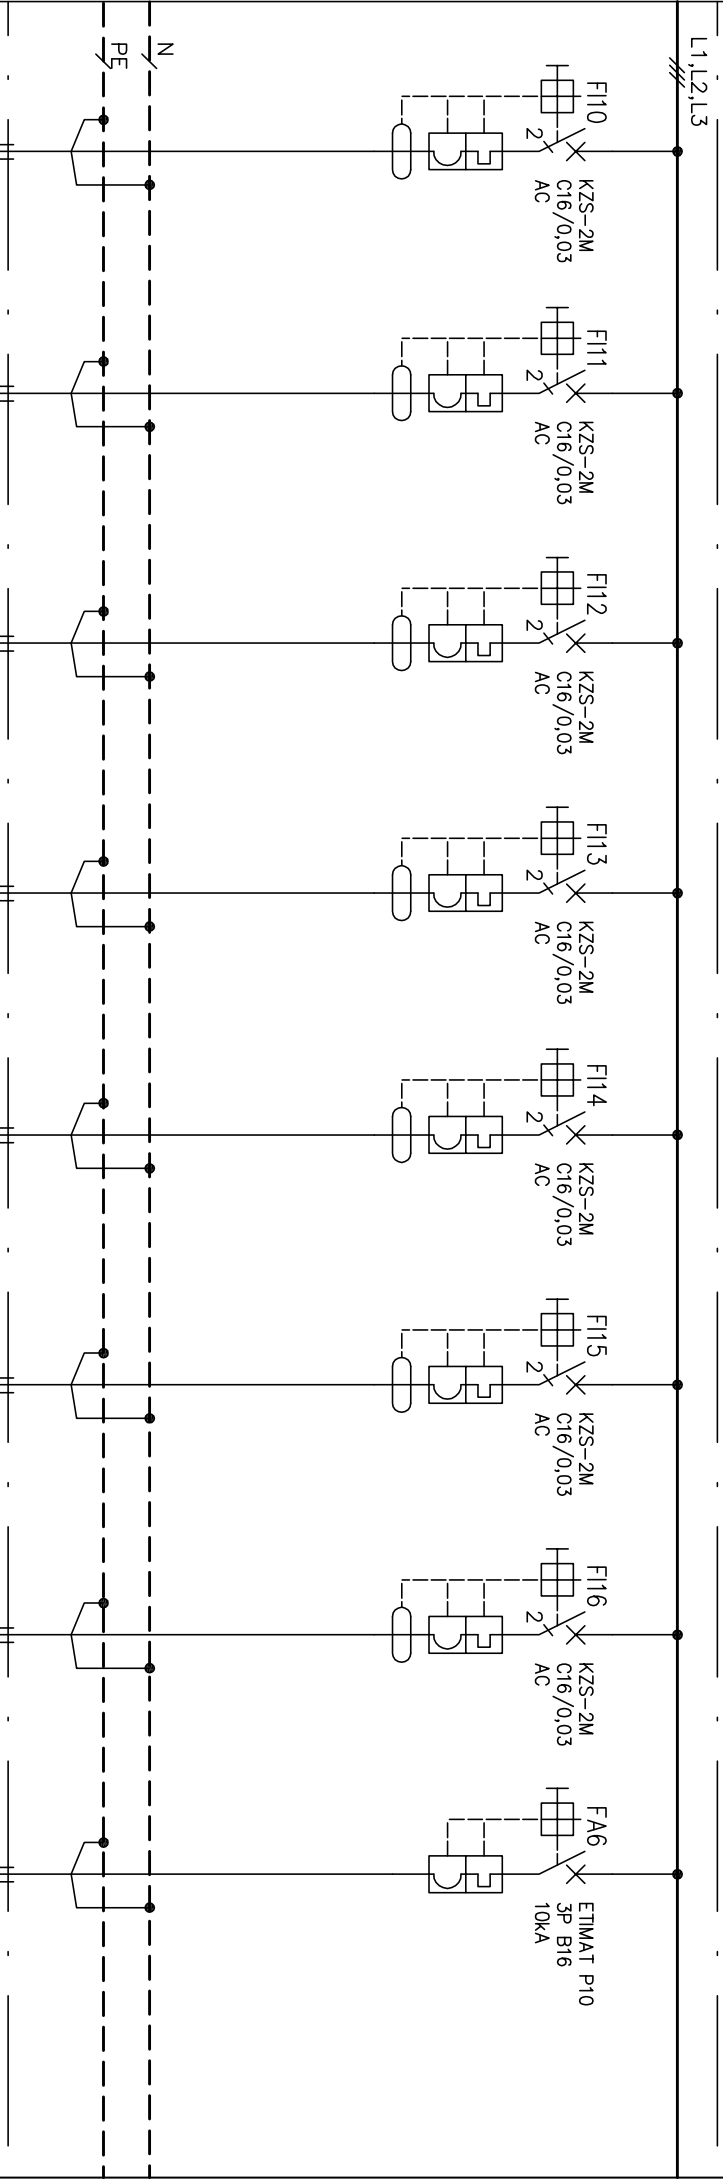 L1,L2,L3
N
PE
FI10
2
KZS-2M
C16/0,03
AC
FI11
2
KZS-2M
C16/0,03
AC
FI12
2
KZS-2M
C16/0,03
AC
FI13
2
KZS-2M
C16/0,03
AC
FI14
2
KZS-2M
C16/0,03
AC
FI15
2
KZS-2M
C16/0,03
AC
FI16
2
KZS-2M
C16/0,03
AC
FA6
ETIMAT P10
3P B16
10kA